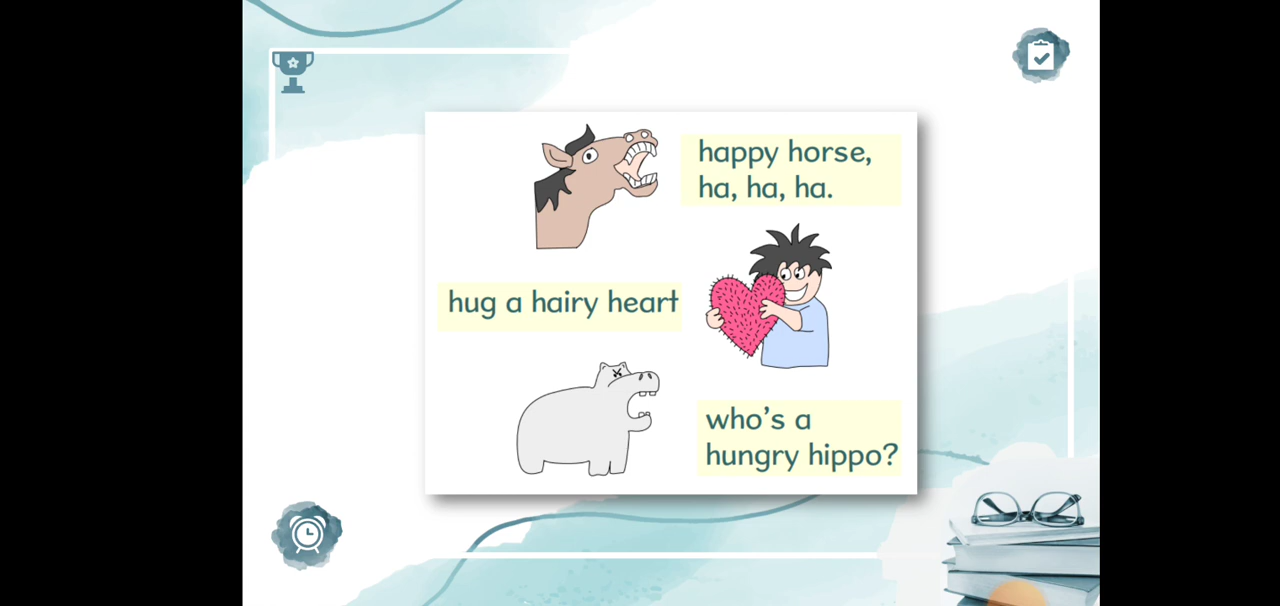 happy horse,
ha, ha, ha.
hug a hairy heart
who's a
hungry hippo?